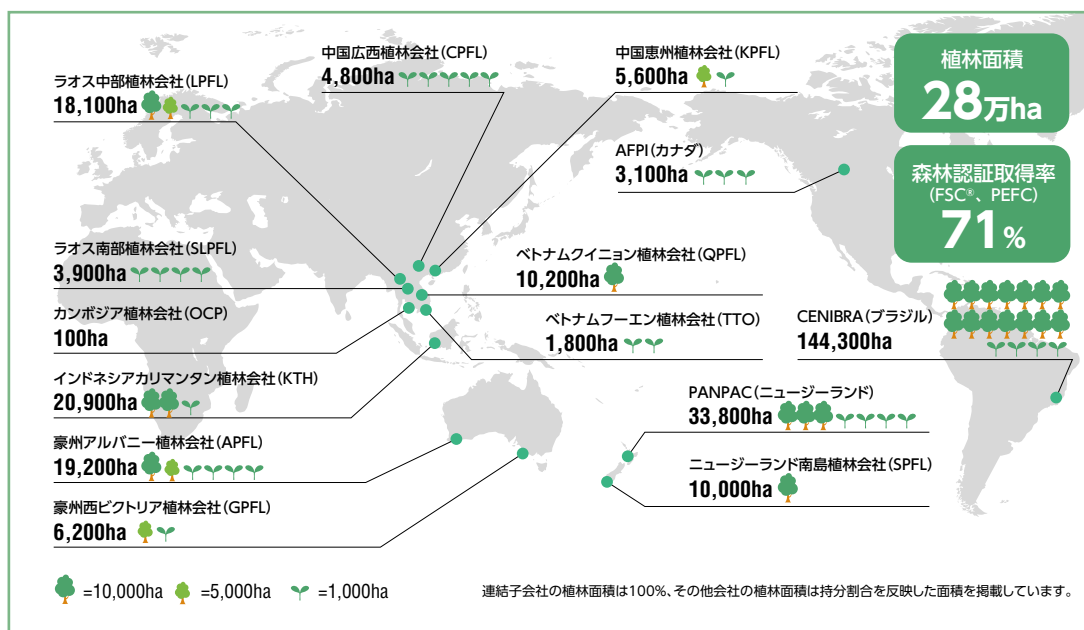 中国広西植林会社(CPFL)
4,800ha
中国恵州植林会社(KPFL)
5,600ha
植林面積
28万ha
ラオス中部植林会社(LPFL)
18,100ha
AFPI(カナダ)
3,100ha
森林認証取得率
(FSC®、PEFC)
71%
ラオス南部植林会社(SLPFL)
3,900ha
ベトナムクイニョン植林会社(QPFL)
10,200ha
カンボジア植林会社(OCP)
100ha
ベトナムフーエン植林会社(TTO)
1,800ha
CENIBRA(ブラジル)
144,300ha
インドネシアカリマンタン植林会社(KTH)
20,900ha
PANPAC(ニュージーランド)
33,800ha
豪州アルバニー植林会社(APFL)
19,200ha
ニュージーランド南島植林会社(SPFL)
10,000ha
豪州西ビクトリア植林会社(GPFL)
6,200ha
=10,000ha =5,000ha =1,000ha
連結子会社の植林面積は100%、その他会社の植林面積は持分割合を反映した面積を掲載しています。